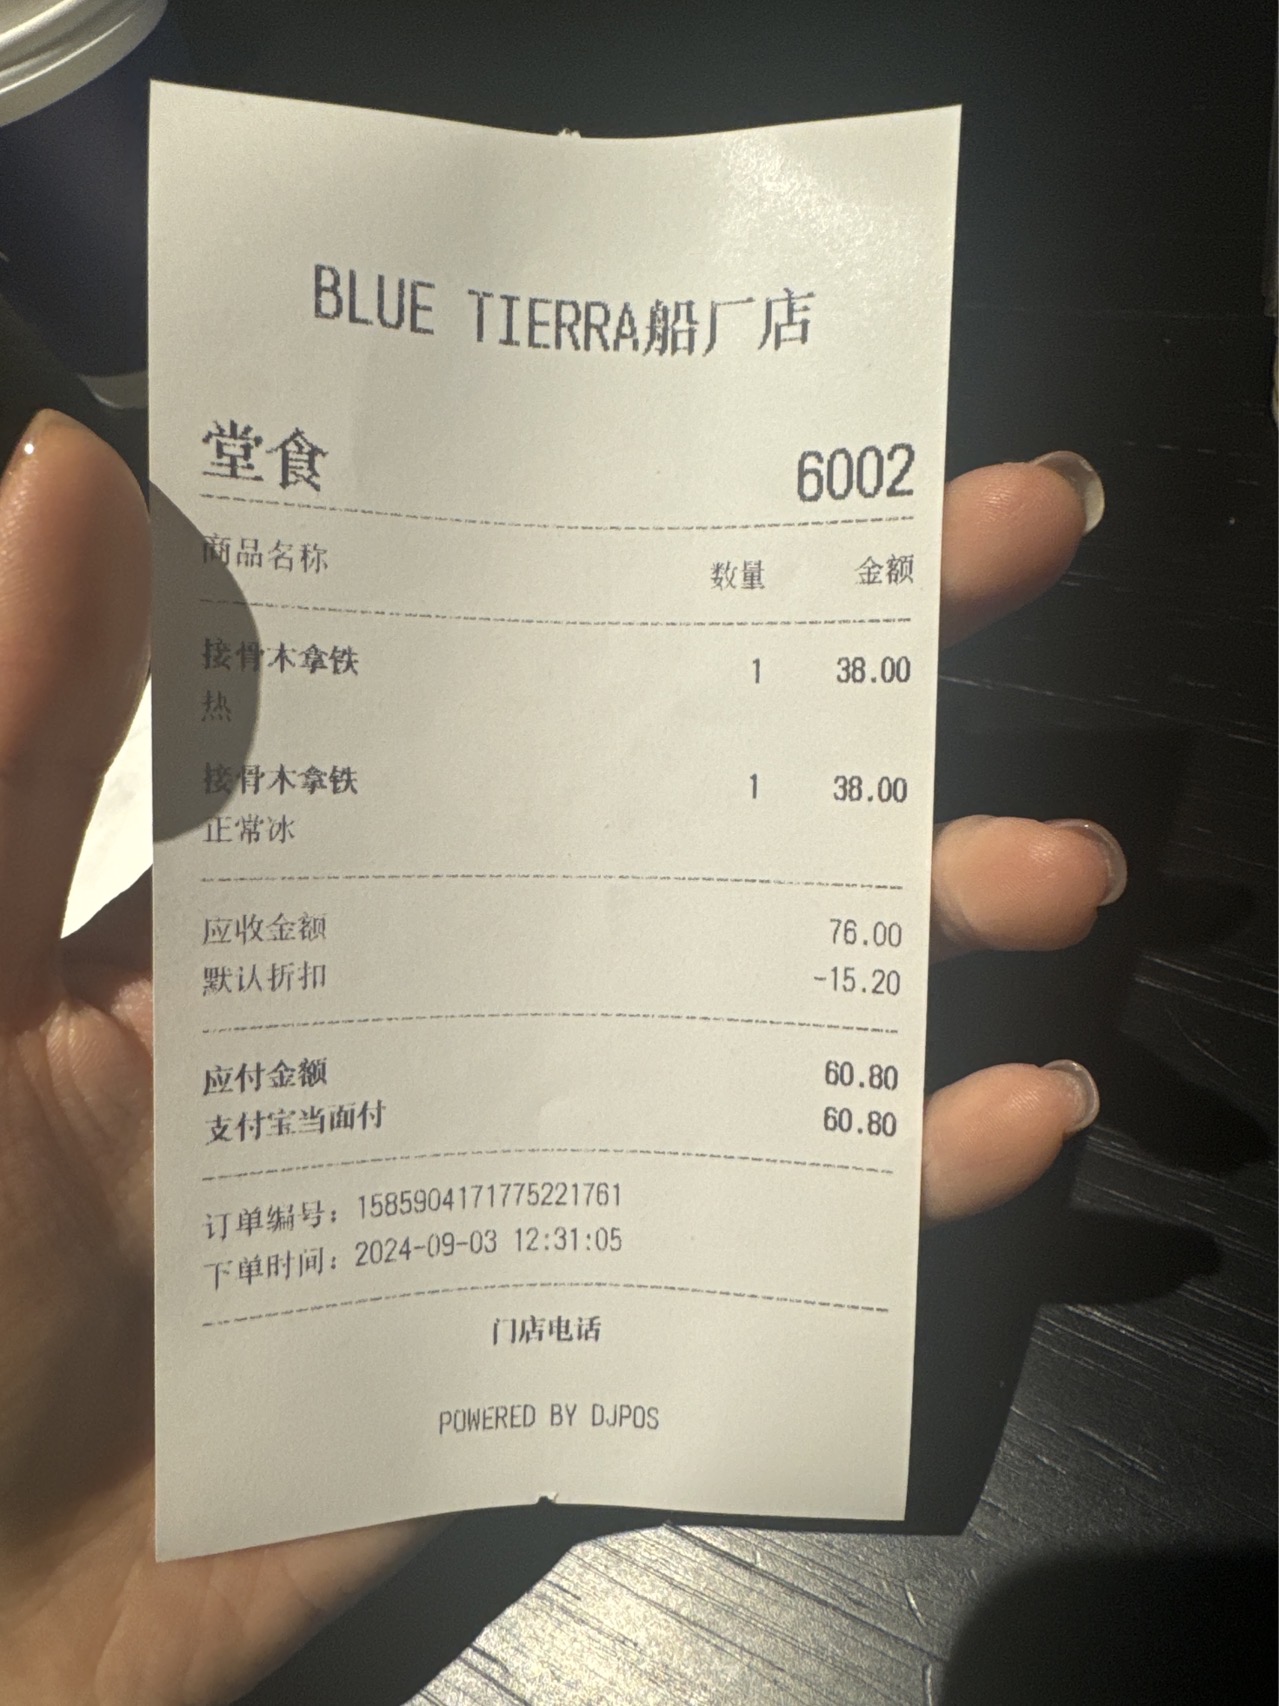 BLUE TIERRA船厂店
堂食 6002
商品名称 数量 金额
接骨木拿铁 1 38.00
热
接骨木拿铁 1 38.00
正常冰
应收金额 76.00
默认折扣 -15.20
应付金额 60.80
支付宝当面付 60.80
订单编号：1585904171775221761
下单时间：2024-09-03 12:31:05
门店电话
POWERED BY DJPOS